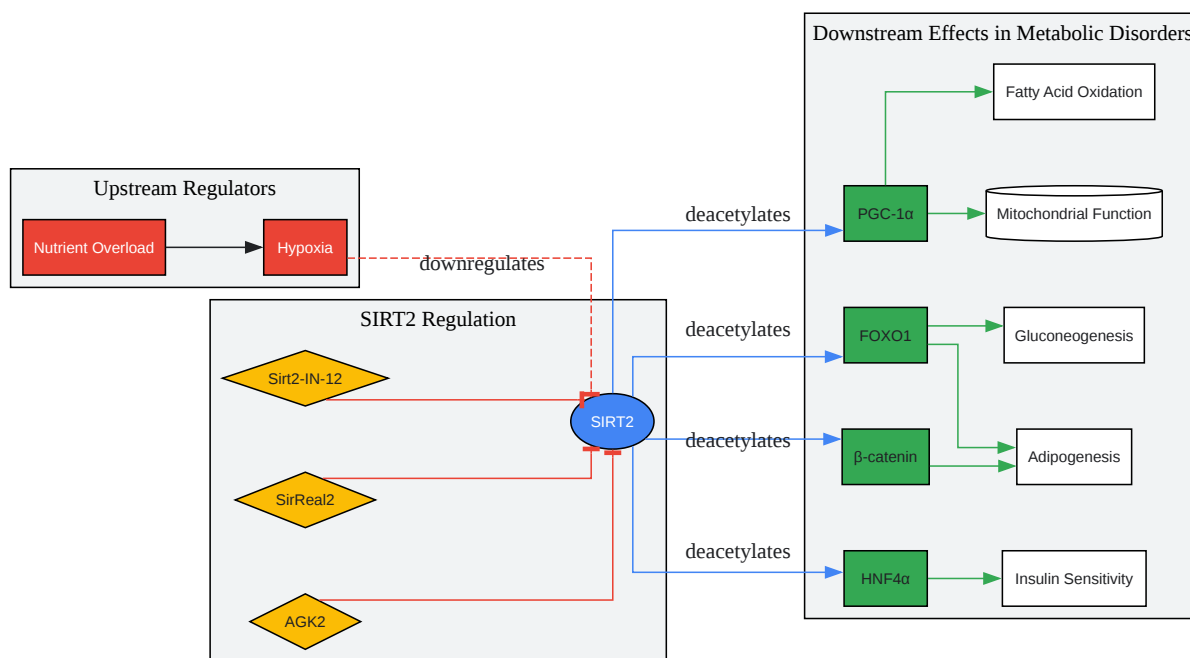 Downstream Effects in Metabolic Disorders
Fatty Acid Oxidation
Upstream Regulators
Nutrient Overload
Hypoxia
downregulates
deacetylates
PGC-1α
Mitochondrial Function
SIRT2 Regulation
Sirt2-IN-12
SirReal2
AGK2
SIRT2
deacetylates
FOXO1
Gluconeogenesis
deacetylates
β-catenin
Adipogenesis
deacetylates
HNF4α
Insulin Sensitivity